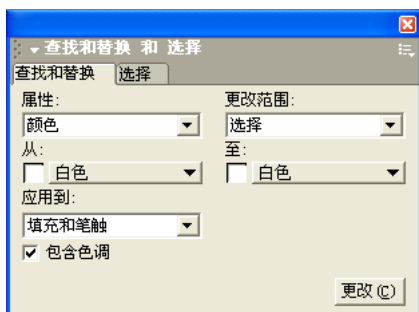 查找和替换 和 选择
查找和替换 选择
属性: 更改范围:
颜色 选择
从: 至:
白色 白色
应用到:
填充和笔触
包含色调
更改(C)